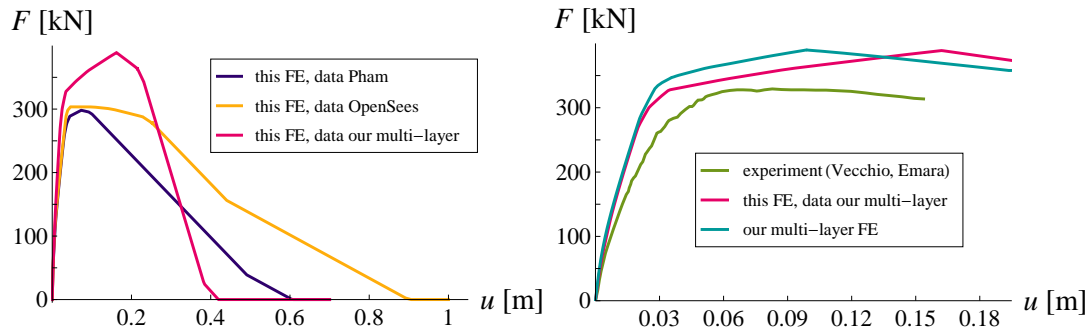 F [kN]
300
200
100
0
0.2
0.4
0.6
0.8
1
u [m]
this FE, data Pham
this FE, data OpenSees
this FE, data our multi−layer
F [kN]
400
300
200
100
0
0.03
0.06
0.09
0.12
0.15
0.18
u [m]
experiment (Vecchio, Emara)
this FE, data our multi−layer
our multi−layer FE